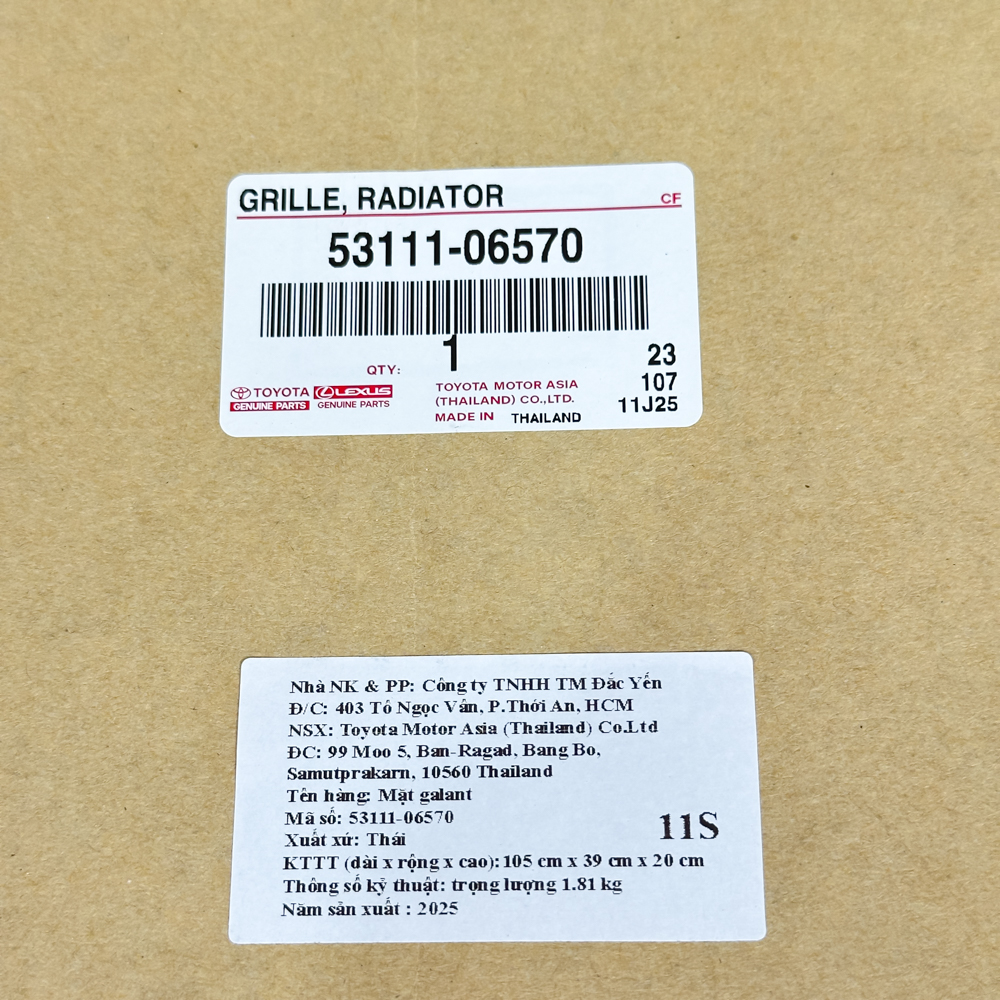 GRILLE, RADIATOR
CF
53111-06570
QTY: 1
23
107
11J25
TOYOTA LEXUS
GENUINE PARTS GENUINE PARTS
TOYOTA MOTOR ASIA
(THAILAND) CO.,LTD.
MADE IN THAILAND
Nhà NK & PP: Công ty TNHH TM Đắc Yến
Đ/C: 403 Tô Ngọc Vân, P.Thới An, HCM
NSX: Toyota Motor Asia (Thailand) Co.Ltd
ĐC: 99 Moo 5, Ban-Ragad, Bang Bo,
Samutprakarn, 10560 Thailand
Tên hàng: Mặt galant
Mã số: 53111-06570
Xuất xứ: Thái
11S
KTTT (dài x rộng x cao): 105 cm x 39 cm x 20 cm
Thông số kỹ thuật: trọng lượng 1.81 kg
Năm sản xuất : 2025